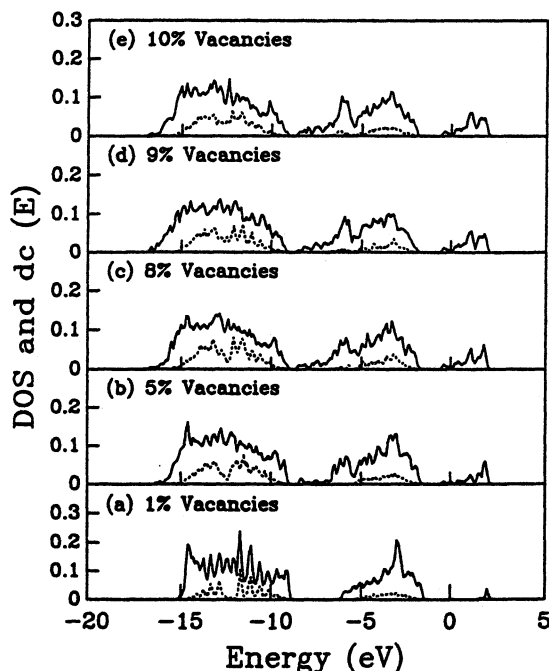 0.3
(e) 10% Vacancies
0.2
0.1
0
(d) 9% Vacancies
0.2
0.1
0
(c) 8% Vacancies
0.2
0.1
0
(b) 5% Vacancies
0.2
0.1
0
(a) 1% Vacancies
0.3
0.2
0.1
0
-20 -15 -10 -5 0 5
Energy (eV)
DOS and dc (E)